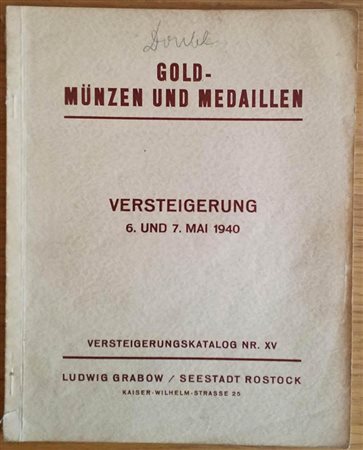 Double
GOLD-
MÜNZEN UND MEDAILLEN
VERSTEIGERUNG
6. UND 7. MAI 1940
VERSTEIGERUNGSKATALOG NR. XV
LUDWIG GRABOW / SEESTADT ROSTOCK
KAISER-WILHELM-STRASSE 25